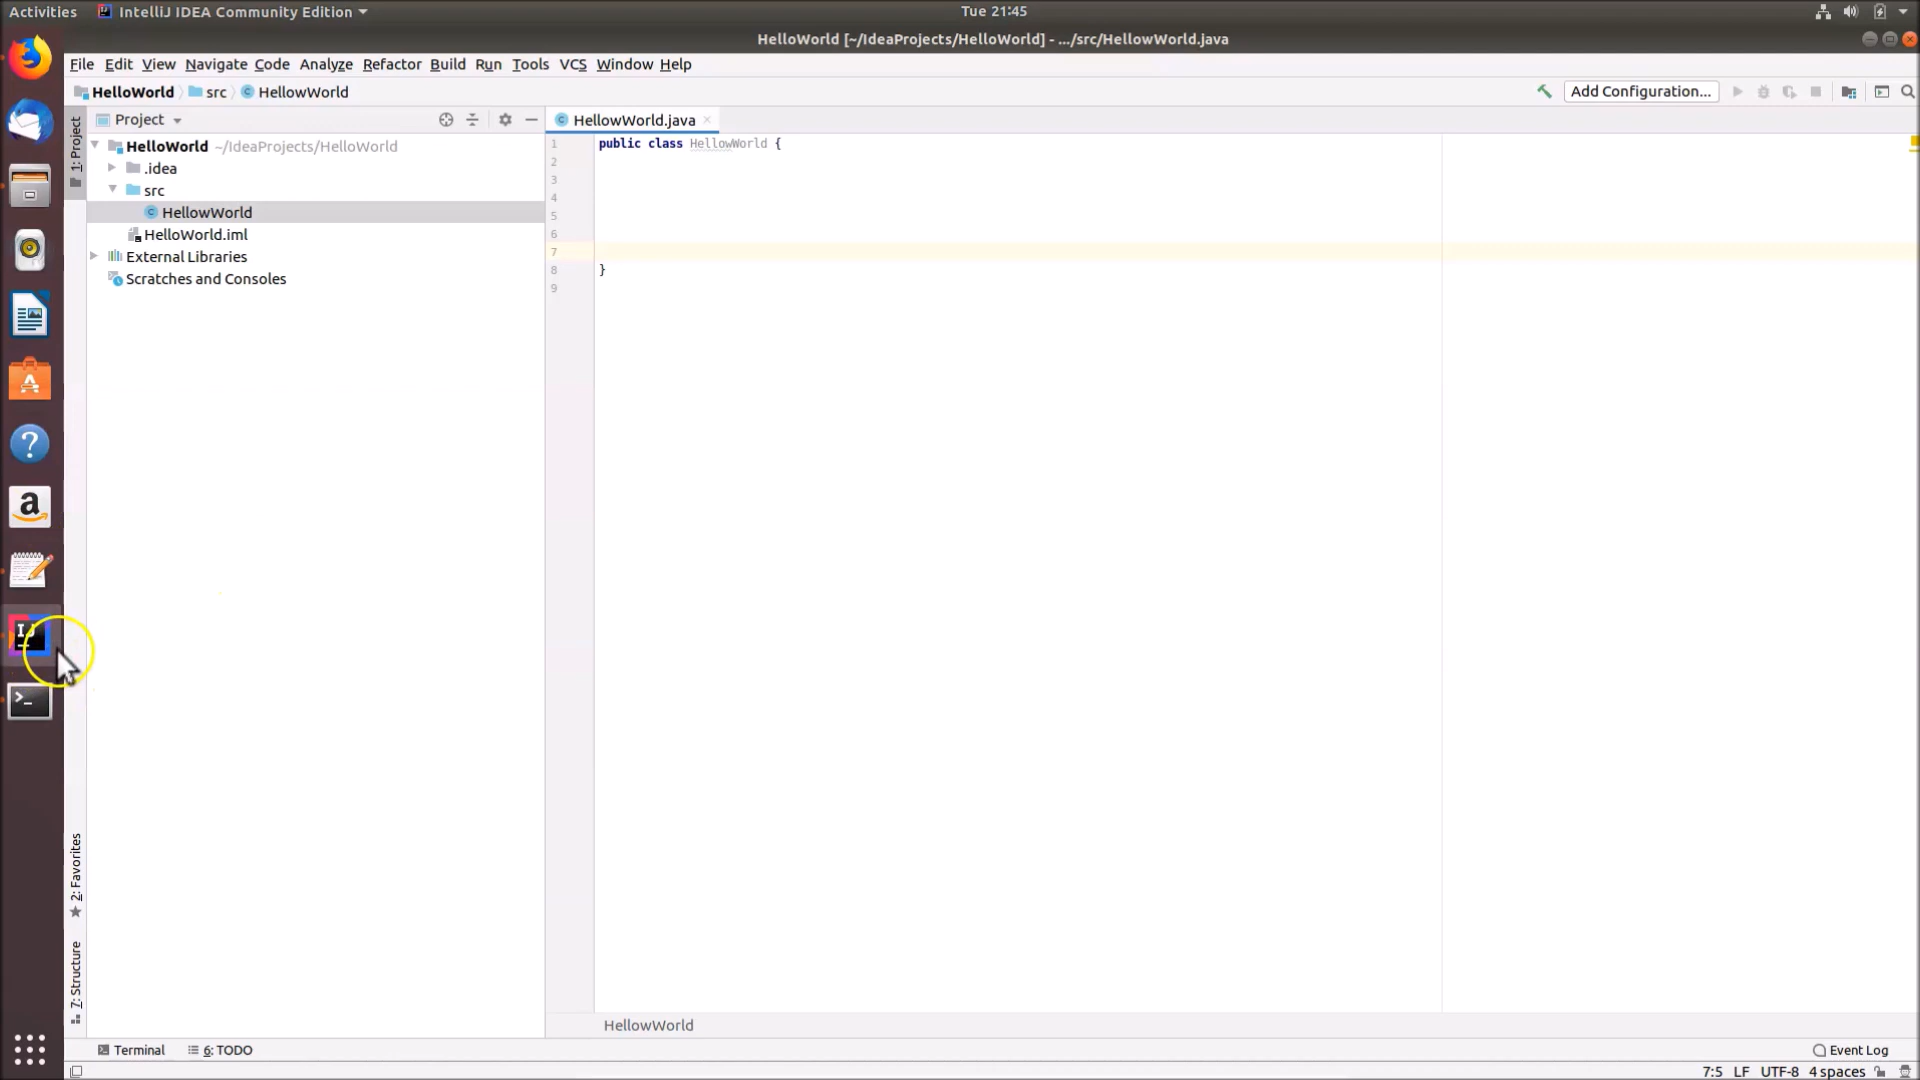 Activities IntelliJ IDEA Community Edition Tue 21:45
HelloWorld [~/IdeaProjects/HelloWorld] - .../src/HellowWorld.java
File Edit View Navigate Code Analyze Refactor Build Run Tools VCS Window Help
HelloWorld src HellowWorld Add Configuration...
1: Project
Project
HelloWorld ~/IdeaProjects/HelloWorld
.idea
src
HellowWorld
HelloWorld.iml
External Libraries
Scratches and Consoles
HellowWorld.java
1 public class HellowWorld {
2
3
4
5
6
7
8 }
9
a
IJ
>_
2: Favorites
7: Structure
HellowWorld
Terminal 6: TODO Event Log
7:5 LF UTF-8 4 spaces